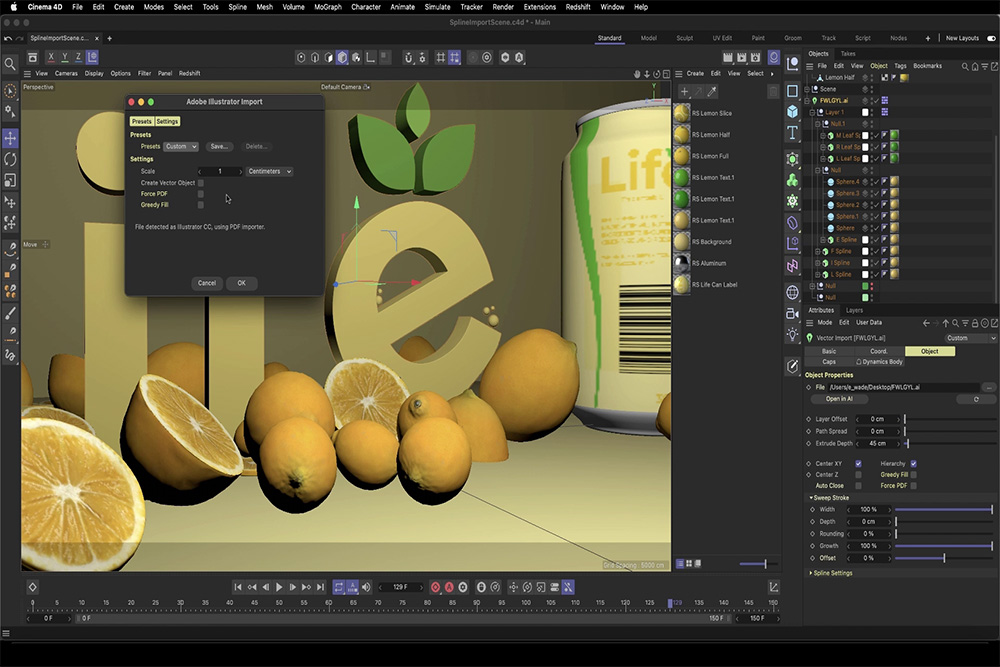 Cinema 4D File Edit Create Modes Select Tools Spline Mesh Volume MoGraph Character Animate Simulate Tracker Render Extensions Redshift Window Help
SplineImportScene.c4d * - Main
SplineImportScene.c... × + Standard Model Sculpt UV Edit Paint Groom Track Script Nodes + New Layouts
X Y Z
View Cameras Display Options Filter Panel Redshift
Perspective Default Camera
Y
Adobe Illustrator Import
Presets Settings
Presets
Presets Custom Save... Delete...
Settings
Scale 1 Centimeters
Create Vector Object
Force PDF
Greedy Fill
File detected as Illustrator CC, using PDF importer.
Cancel OK
Move
Life
Grid Spacing : 5000 cm
Create Edit View Select
RS Lemon Slice
RS Lemon Half
RS Lemon Full
RS Lemon Text.1
RS Lemon Text.1
RS Lemon Text.1
RS Background
RS Aluminum
RS Life Can Label
Objects Takes
File Edit View Object Tags Bookmarks
Lemon Half
Scene
FWLGYL.ai
Layer 1
Null.1
M Leaf Sp
R Leaf Sp
L Leaf Sp
Null
Sphere.4
Sphere.3
Sphere.2
Sphere.1
Sphere
E Spline
F Spline
I Spline
L Spline
Null
Null
Attributes Layers
Mode Edit User Data
Vector Import [FWLGYL.ai] Custom
Basic Coord. Object
Caps Dynamics Body
Object Properties
File /Users/e_wade/Desktop/FWLGYL.ai ...
Open in AI
Layer Offset 0 cm
Path Spread 0 cm
Extrude Depth 45 cm
Center XY Hierarchy
Center Z Greedy Fill
Auto Close Force PDF
Sweep Stroke
Width 100 %
Depth 0 cm
Rounding 0 %
Growth 100 %
Offset 0 %
Spline Settings
129 F
0 5 10 15 20 25 30 35 40 45 50 55 60 65 70 75 80 85 90 95 100 105 110 115 120 125 129 135 140 145 150
0 F 0 F 150 F 150 F